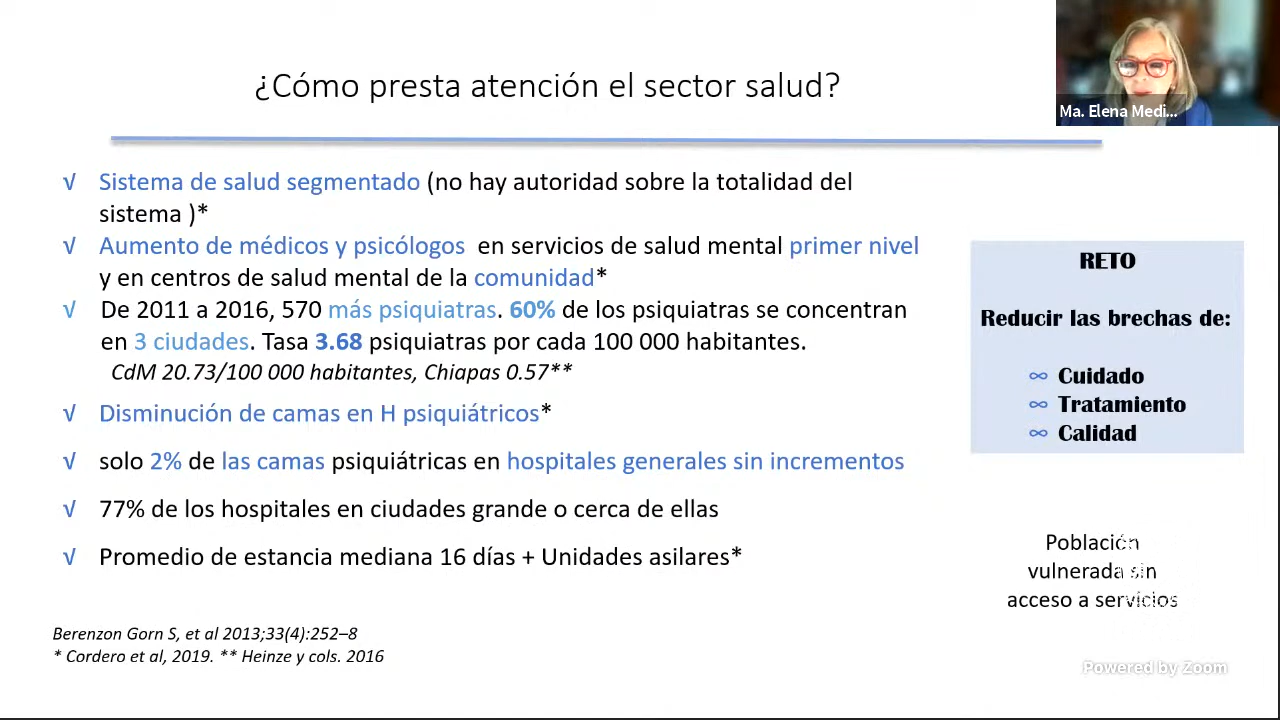 ¿Cómo presta atención el sector salud?
Ma. Elena Medi...
√ Sistema de salud segmentado (no hay autoridad sobre la totalidad del
sistema )*
√ Aumento de médicos y psicólogos en servicios de salud mental primer nivel
y en centros de salud mental de la comunidad*
√ De 2011 a 2016, 570 más psiquiatras. 60% de los psiquiatras se concentran
en 3 ciudades. Tasa 3.68 psiquiatras por cada 100 000 habitantes.
CdM 20.73/100 000 habitantes, Chiapas 0.57**
√ Disminución de camas en H psiquiátricos*
√ solo 2% de las camas psiquiátricas en hospitales generales sin incrementos
√ 77% de los hospitales en ciudades grande o cerca de ellas
√ Promedio de estancia mediana 16 días + Unidades asilares*
RETO
Reducir las brechas de:
∞ Cuidado
∞ Tratamiento
∞ Calidad
Población
vulnerada sin
acceso a servicios
Berenzon Gorn S, et al 2013;33(4):252–8
* Cordero et al, 2019. ** Heinze y cols. 2016
Powered by Zoom